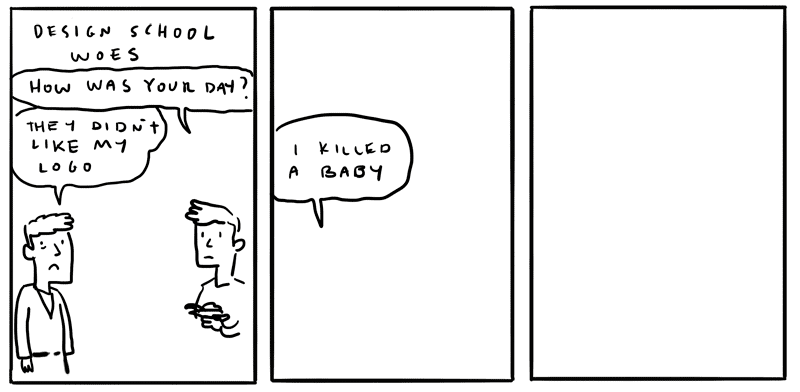 DESIGN SCHOOL
WOES
HOW WAS YOUR DAY?
THEY DIDN't
LIKE MY
LOGO
I KILLED
A BABY